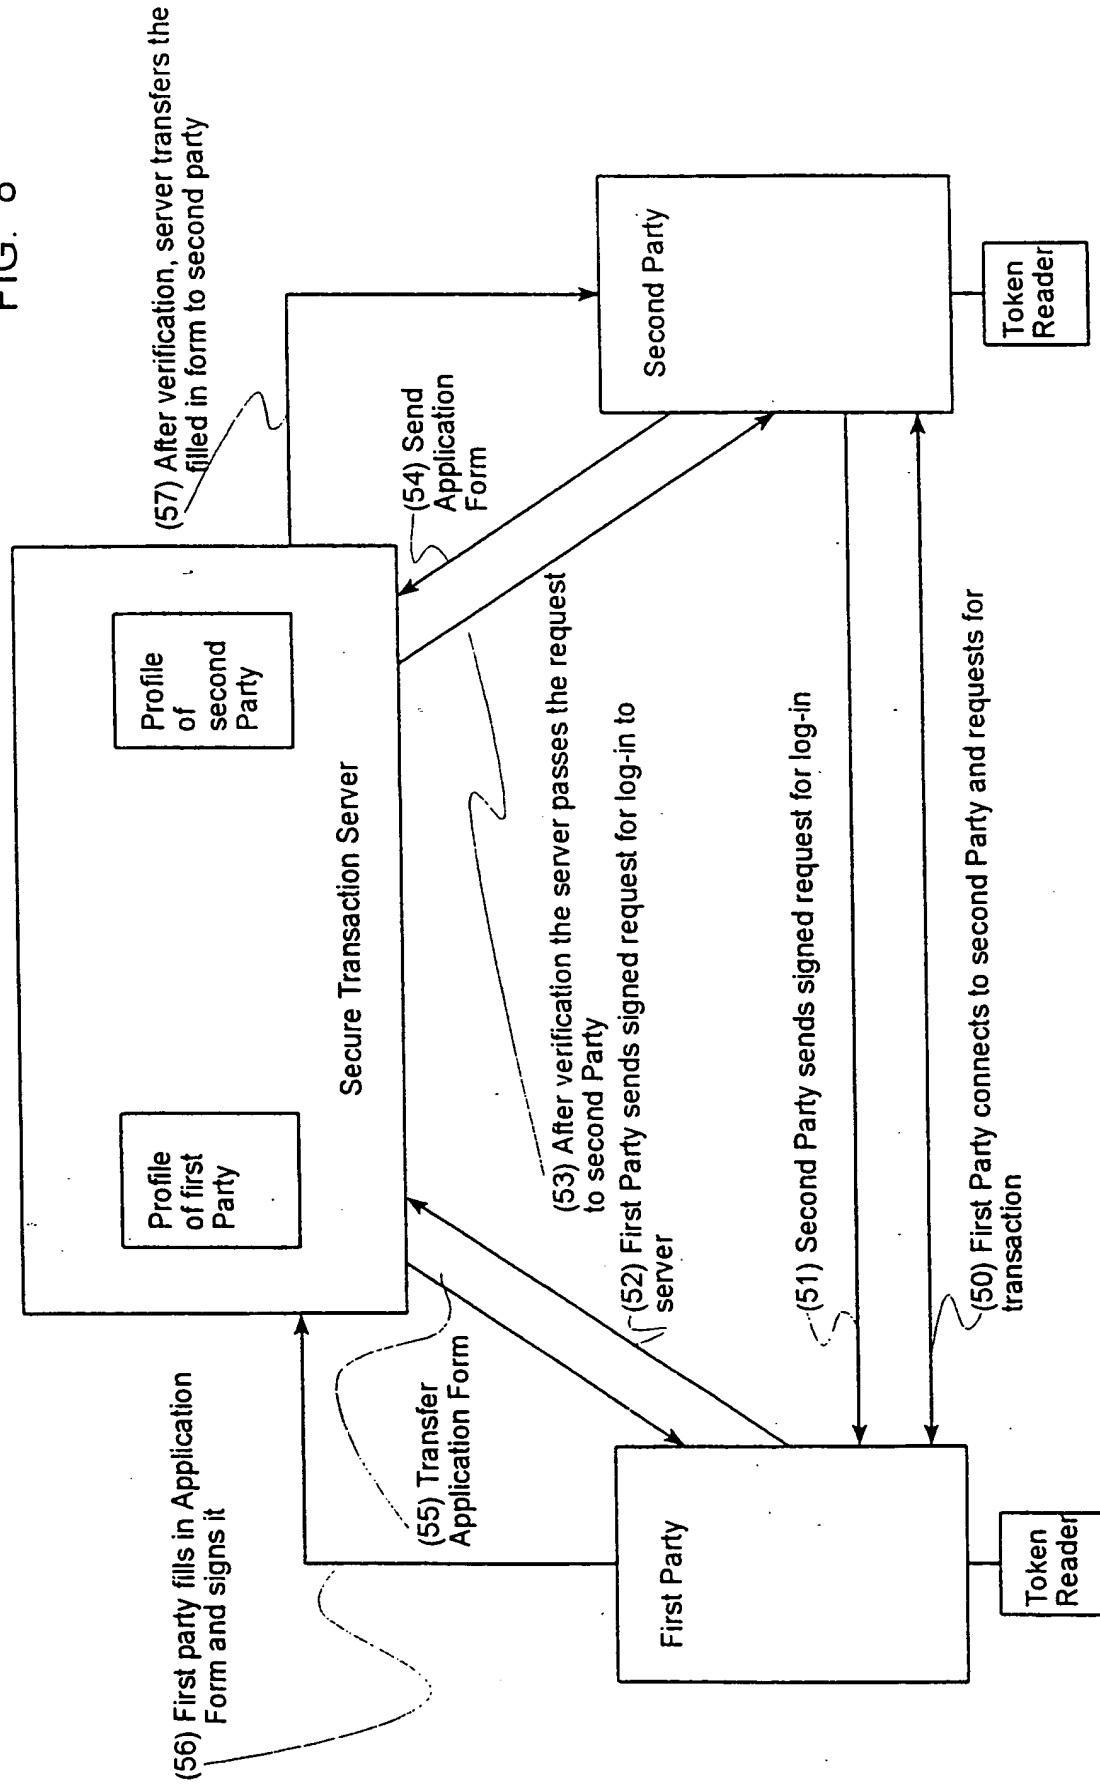 FIG. 8
(57) After verification, server transfers the
filled in form to second party
(56) First party fills in Application
Form and signs it
Profile
of first
Party
Profile
of
second
Party
Secure Transaction Server
(55) Transfer
Application Form
(54) Send
Application
Form
(53) After verification the server passes the request
to second Party
(52) First Party sends signed request for log-in to
server
First Party
Second Party
(51) Second Party sends signed request for log-in
(50) First Party connects to second Party and requests for
transaction
Token
Reader
Token
Reader